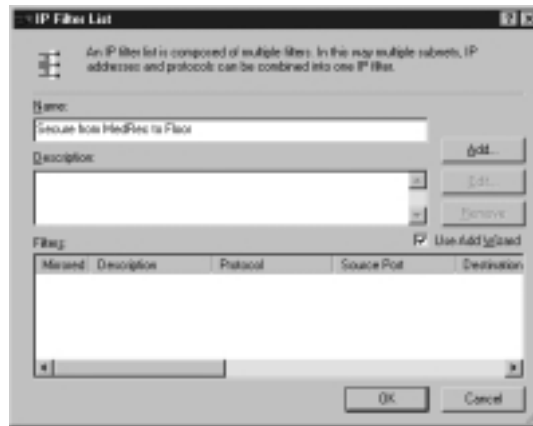 IP Filter List
An IP filter list is composed of multiple filters. In this way multiple subnets, IP
addresses and protocols can be combined into one IP filter.
Name:
Secure from MedRec to Floor
Add...
Description:
Edit...
Remove
Filters:
Use Add Wizard
Mirrored Description Protocol Source Port Destination
OK Cancel